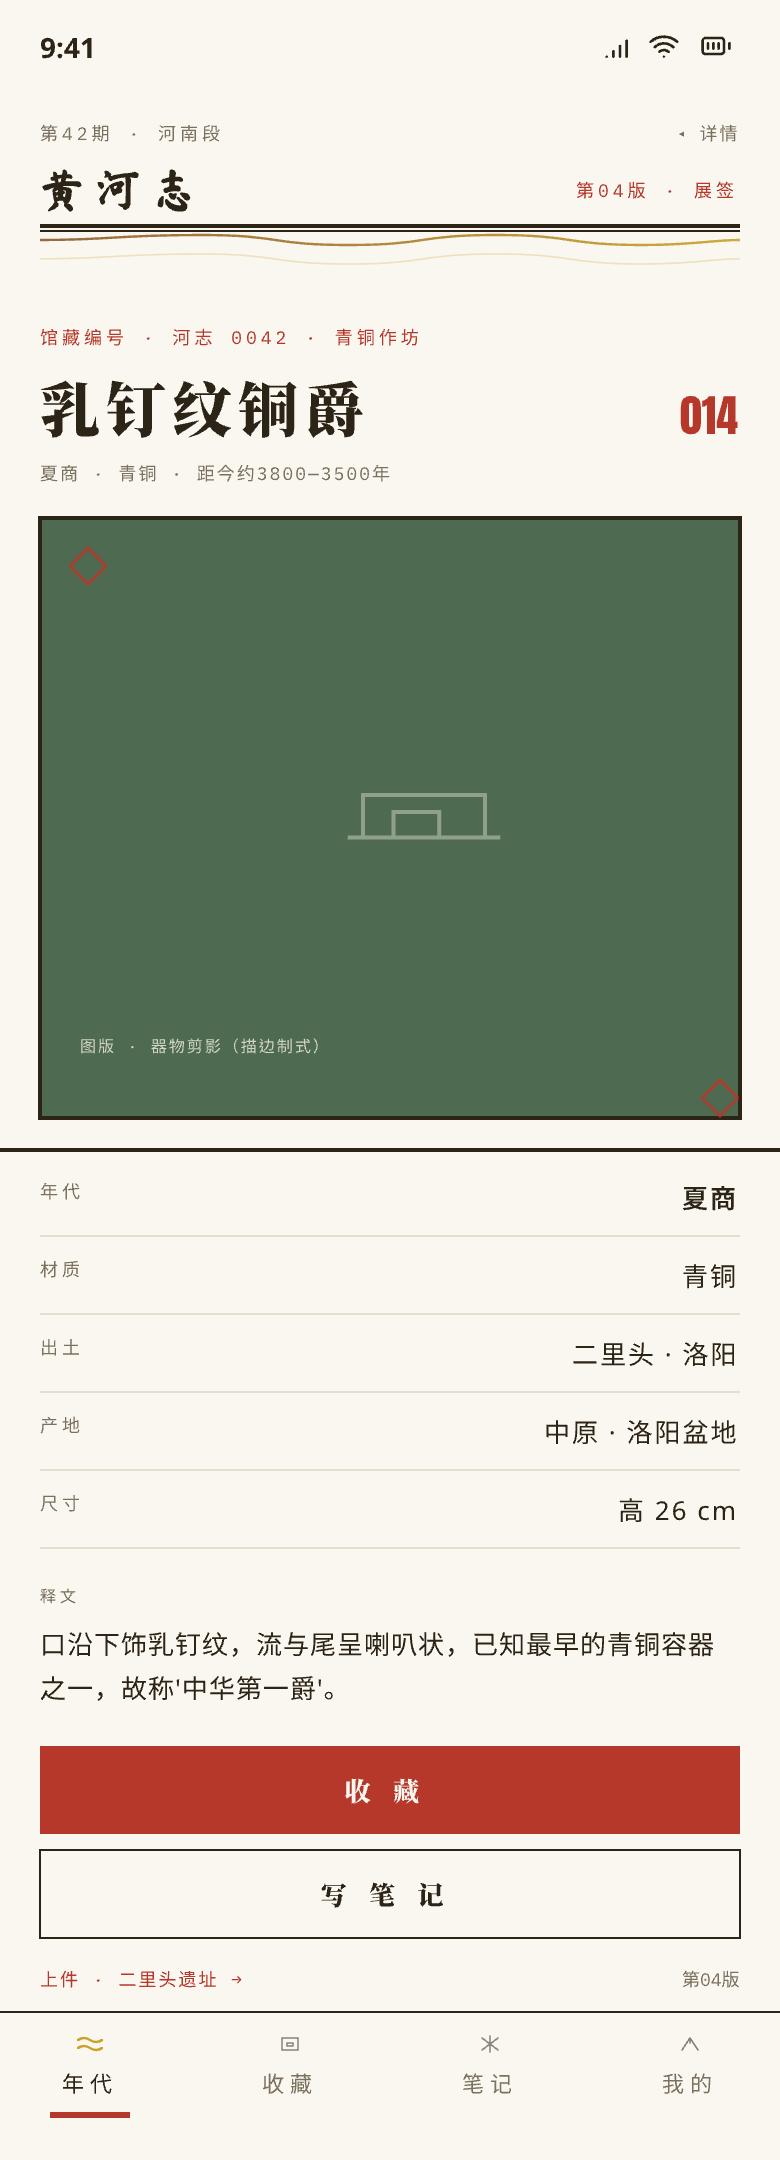 9:41
第42期 · 河南段
◂ 详情
黄河志
第04版 · 展签
馆藏编号 · 河志 0042 · 青铜作坊
乳钉纹铜爵
014
夏商 · 青铜 · 距今约3800—3500年
图版 · 器物剪影（描边制式）
年代
夏商
材质
青铜
出土
二里头 · 洛阳
产地
中原 · 洛阳盆地
尺寸
高 26 cm
释文
口沿下饰乳钉纹，流与尾呈喇叭状，已知最早的青铜容器
之一，故称'中华第一爵'。
收藏
写笔记
上件 · 二里头遗址 →
第04版
年代
收藏
笔记
我的